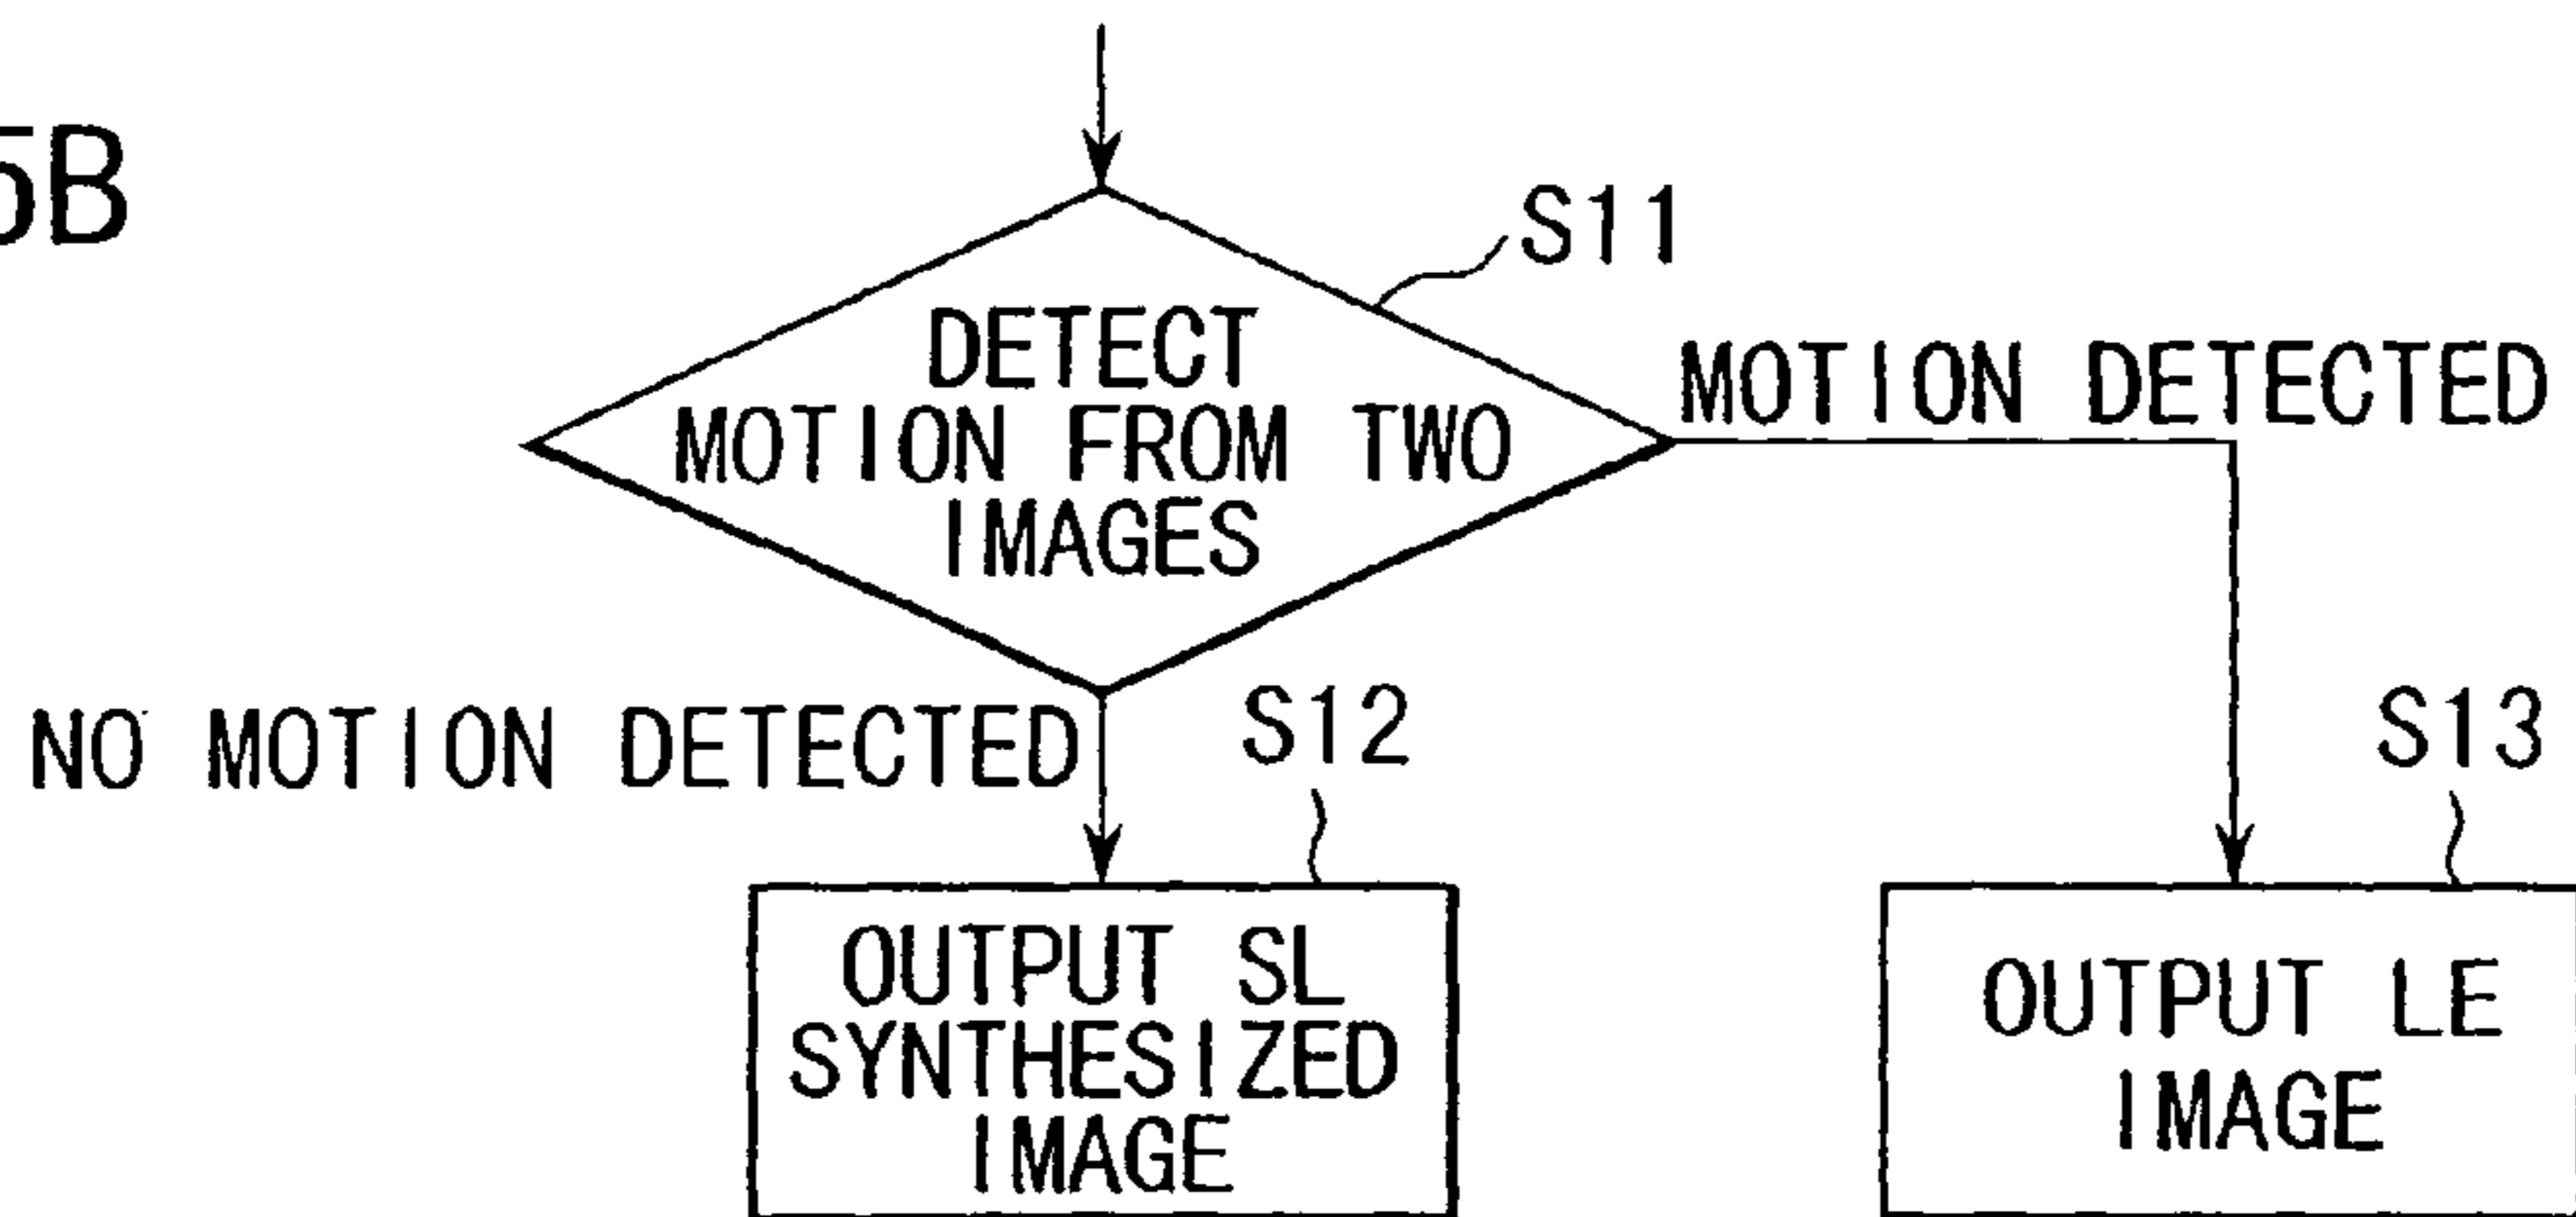 5B
S11
DETECT
MOTION FROM TWO
IMAGES
MOTION DETECTED
NO MOTION DETECTED
S12
S13
OUTPUT SL
SYNTHESIZED
IMAGE
OUTPUT LE
IMAGE